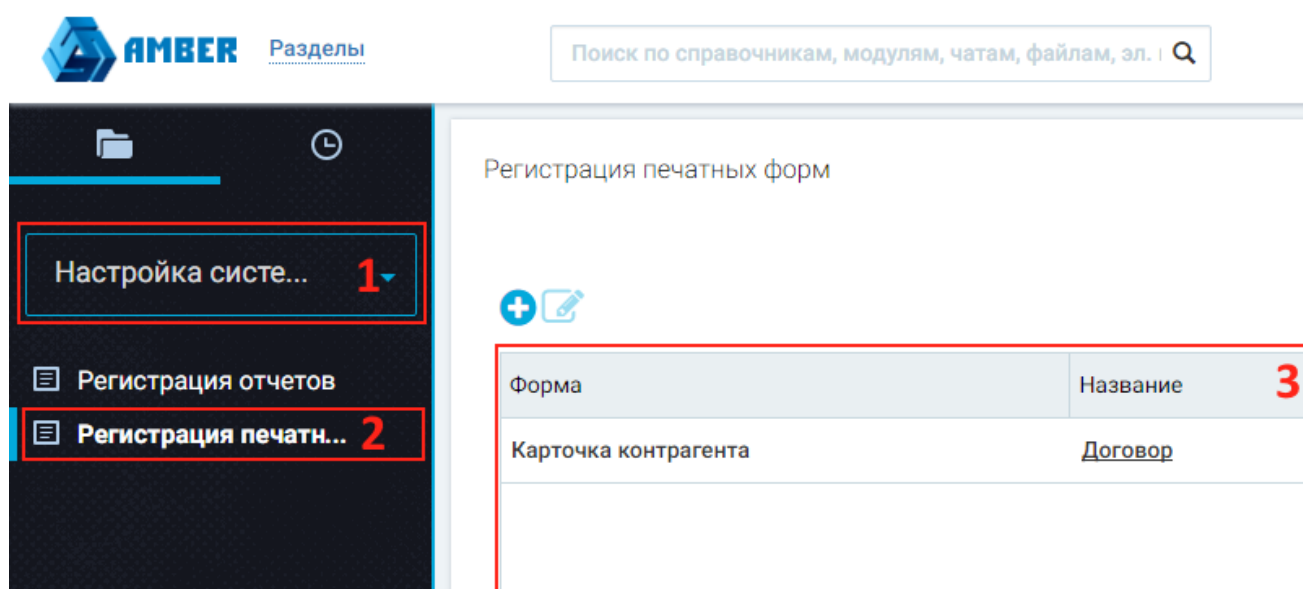 AMBER Разделы Поиск по справочникам, модулям, чатам, файлам, эл.
Регистрация печатных форм
Настройка систе... 1
Регистрация отчетов
Регистрация печатн... 2
Форма Название 3
Карточка контрагента Договор